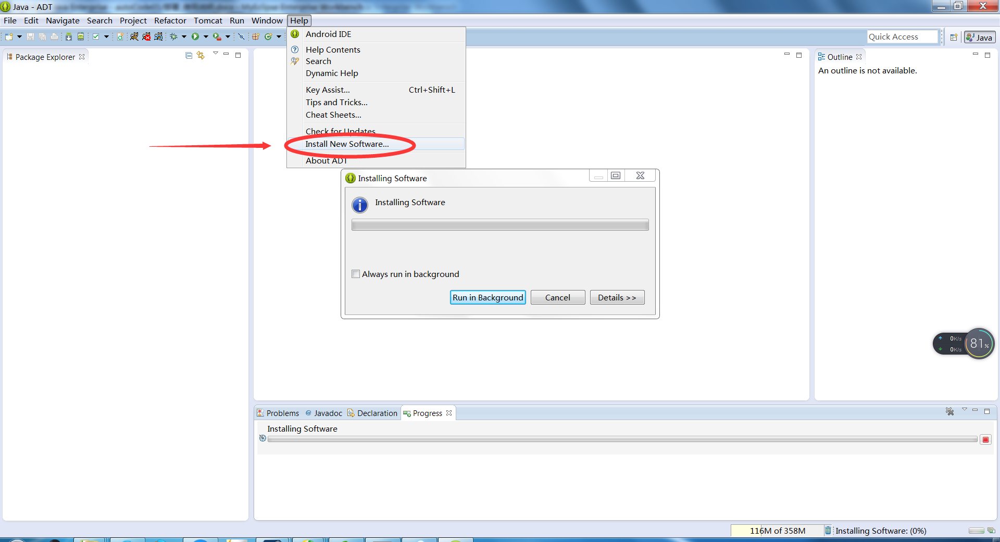 Java - ADT
File Edit Navigate Search Project Refactor Tomcat Run Window Help
Quick Access
Java
Android IDE
Help Contents
Search
Dynamic Help
Key Assist... Ctrl+Shift+L
Tips and Tricks...
Cheat Sheets...
Check for Updates
Install New Software...
About ADT
Package Explorer
Outline
An outline is not available.
Installing Software
Installing Software
Always run in background
Run in Background Cancel Details >>
0K/s
0K/s
81%
Problems @ Javadoc Declaration Progress
Installing Software
116M of 358M Installing Software: (0%)